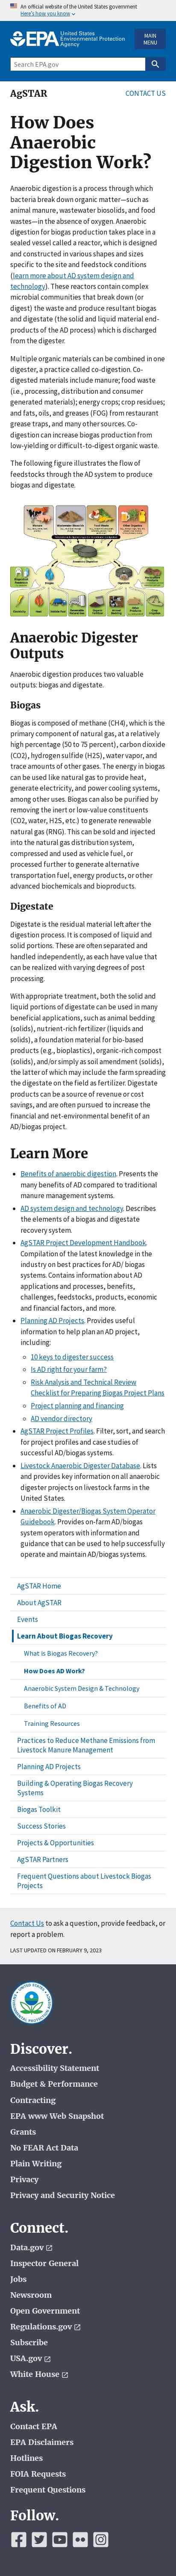 An official website of the United States government
Here's how you know
EPA United States Environmental Protection Agency
MAIN MENU
Search EPA.gov
AgSTAR
CONTACT US
How Does
Anaerobic
Digestion Work?
Anaerobic digestion is a process through which
bacteria break down organic matter—such as
animal manure, wastewater biosolids, and food
wastes—in the absence of oxygen. Anaerobic
digestion for biogas production takes place in a
sealed vessel called a reactor, which is designed
and constructed in various shapes and sizes
specific to the site and feedstock conditions
(learn more about AD system design and
technology). These reactors contain complex
microbial communities that break down (or
digest) the waste and produce resultant biogas
and digestate (the solid and liquid material end-
products of the AD process) which is discharged
from the digester.
Multiple organic materials can be combined in one
digester, a practice called co-digestion. Co-
digested materials include manure; food waste
(i.e., processing, distribution and consumer
generated materials); energy crops; crop residues;
and fats, oils, and greases (FOG) from restaurant
grease traps, and many other sources. Co-
digestion can increase biogas production from
low-yielding or difficult-to-digest organic waste.
The following figure illustrates the flow of
feedstocks through the AD system to produce
biogas and digestate.
Anaerobic Digester
Outputs
Anaerobic digestion produces two valuable
outputs: biogas and digestate.
Biogas
Biogas is composed of methane (CH4), which is the
primary component of natural gas, at a relatively
high percentage (50 to 75 percent), carbon dioxide
(CO2), hydrogen sulfide (H2S), water vapor, and
trace amounts of other gases. The energy in biogas
can be used like natural gas to provide heat,
generate electricity, and power cooling systems,
among other uses. Biogas can also be purified by
removing the inert or low-value constituents
(CO2, water, H2S, etc.) to generate renewable
natural gas (RNG). This can be sold and injected
into the natural gas distribution system,
compressed and used as vehicle fuel, or
processed further to generate alternative
transportation fuel, energy products, or other
advanced biochemicals and bioproducts.
Digestate
Digestate is the residual material left after the
digestion process. It is composed of liquid and
solid portions. These are often separated and
handled independently, as each have value that
can be realized with varying degrees of post
processing.
With appropriate treatment, both the solid and
liquid portions of digestate can be used in many
beneficial applications, such as animal bedding
(solids), nutrient-rich fertilizer (liquids and
solids), a foundation material for bio-based
products (e.g., bioplastics), organic-rich compost
(solids), and/or simply as soil amendment (solids),
the latter of which may include the farm spreading
the digestate on the field as fertilizer. Digestate
products can be a source of revenue or cost
savings, and are often pursued to increase the
financial and net-environmental benefit of an
AD/biogas project.
Learn More
Benefits of anaerobic digestion. Presents the
many benefits of AD compared to traditional
manure management systems.
AD system design and technology. Describes
the elements of a biogas and digestate
recovery system.
AgSTAR Project Development Handbook.
A comprehensive compilation of the latest
knowledge in the industry on best practices
for AD/biogas systems, including
considerations for feedstocks, digesters,
biogas use, digestate use, economic
challenges, and more.
Planning AD Projects. Provides useful
information to help plan an AD project,
including:
10 keys to digester success
Is AD right for your farm?
Risk Analysis and Technical Review
Checklist for Preparing Biogas Project Plans
Project planning and financing
AD vendor directory
AgSTAR Project Profiles. Filter, sort, and search
for project profiles and case studies of
successful AD/biogas systems.
Livestock Anaerobic Digester Database. Lists
projects in the United States.
Anaerobic Digester/Biogas System Operator
Guidebook. Provides on-farm AD/biogas
system operators and other industry
stakeholders with information and guidance
that can be used to help successfully operate
AD/biogas systems.
AgSTAR Home
About AgSTAR
Events
Learn About Biogas Recovery
What is Biogas Recovery?
How Does AD Work?
Anaerobic System Design & Technology
Benefits of AD
Training Resources
Practices to Reduce Methane Emissions from
Livestock Manure Management
Planning AD Projects
Building & Operating Biogas Recovery
Systems
Biogas Toolkit
Success Stories
Projects & Opportunities
AgSTAR Partners
Frequent Questions about Livestock Biogas
Projects
Contact Us to ask a question, provide feedback, or
report a problem.
LAST UPDATED ON FEBRUARY 9, 2023
Discover.
Accessibility Statement
Budget & Performance
Contracting
EPA www Web Snapshot
Grants
No FEAR Act Data
Plain Writing
Privacy
Privacy and Security Notice
Connect.
Data.gov
Inspector General
Jobs
Newsroom
Open Government
Regulations.gov
Subscribe
USA.gov
White House
Ask.
Contact EPA
EPA Disclaimers
Hotlines
FOIA Requests
Frequent Questions
Follow.